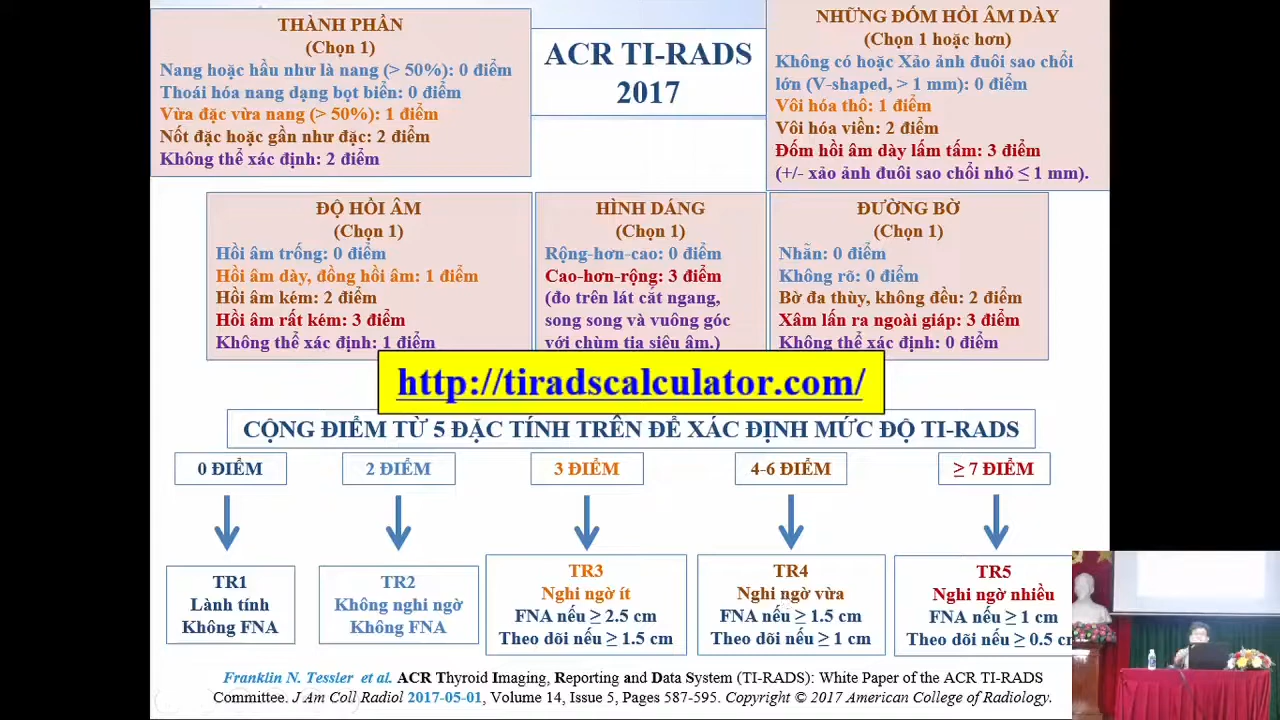 THÀNH PHẦN
(Chọn 1)
Nang hoặc hầu như là nang (> 50%): 0 điểm
Thoái hóa nang dạng bọt biển: 0 điểm
Vừa đặc vừa nang (> 50%): 1 điểm
Nốt đặc hoặc gần như đặc: 2 điểm
Không thể xác định: 2 điểm
ACR TI-RADS
2017
NHỮNG ĐỐM HỒI ÂM DÀY
(Chọn 1 hoặc hơn)
Không có hoặc Xảo ảnh đuôi sao chổi
lớn (V-shaped, > 1 mm): 0 điểm
Vôi hóa thô: 1 điểm
Vôi hóa viền: 2 điểm
Đốm hồi âm dày lấm tấm: 3 điểm
(+/- xảo ảnh đuôi sao chổi nhỏ ≤ 1 mm).
ĐỘ HỒI ÂM
(Chọn 1)
Hồi âm trống: 0 điểm
Hồi âm dày, đồng hồi âm: 1 điểm
Hồi âm kém: 2 điểm
Hồi âm rất kém: 3 điểm
Không thể xác định: 1 điểm
HÌNH DÁNG
(Chọn 1)
Rộng-hơn-cao: 0 điểm
Cao-hơn-rộng: 3 điểm
(đo trên lát cắt ngang,
song song và vuông góc
với chùm tia siêu âm.)
ĐƯỜNG BỜ
(Chọn 1)
Nhẵn: 0 điểm
Không rõ: 0 điểm
Bờ đa thùy, không đều: 2 điểm
Xâm lấn ra ngoài giáp: 3 điểm
Không thể xác định: 0 điểm
http://tiradscalculator.com/
CỘNG ĐIỂM TỪ 5 ĐẶC TÍNH TRÊN ĐỂ XÁC ĐỊNH MỨC ĐỘ TI-RADS
0 ĐIỂM
2 ĐIỂM
3 ĐIỂM
4-6 ĐIỂM
≥ 7 ĐIỂM
TR1
Lành tính
Không FNA
TR2
Không nghi ngờ
Không FNA
TR3
Nghi ngờ ít
FNA nếu ≥ 2.5 cm
Theo dõi nếu ≥ 1.5 cm
TR4
Nghi ngờ vừa
FNA nếu ≥ 1.5 cm
Theo dõi nếu ≥ 1 cm
TR5
Nghi ngờ nhiều
FNA nếu ≥ 1 cm
Theo dõi nếu ≥ 0.5 c
Franklin N. Tessler et al. ACR Thyroid Imaging, Reporting and Data System (TI-RADS): White Paper of the ACR TI-RADS
Committee. J Am Coll Radiol 2017-05-01, Volume 14, Issue 5, Pages 587-595. Copyright © 2017 American College of Radiology.